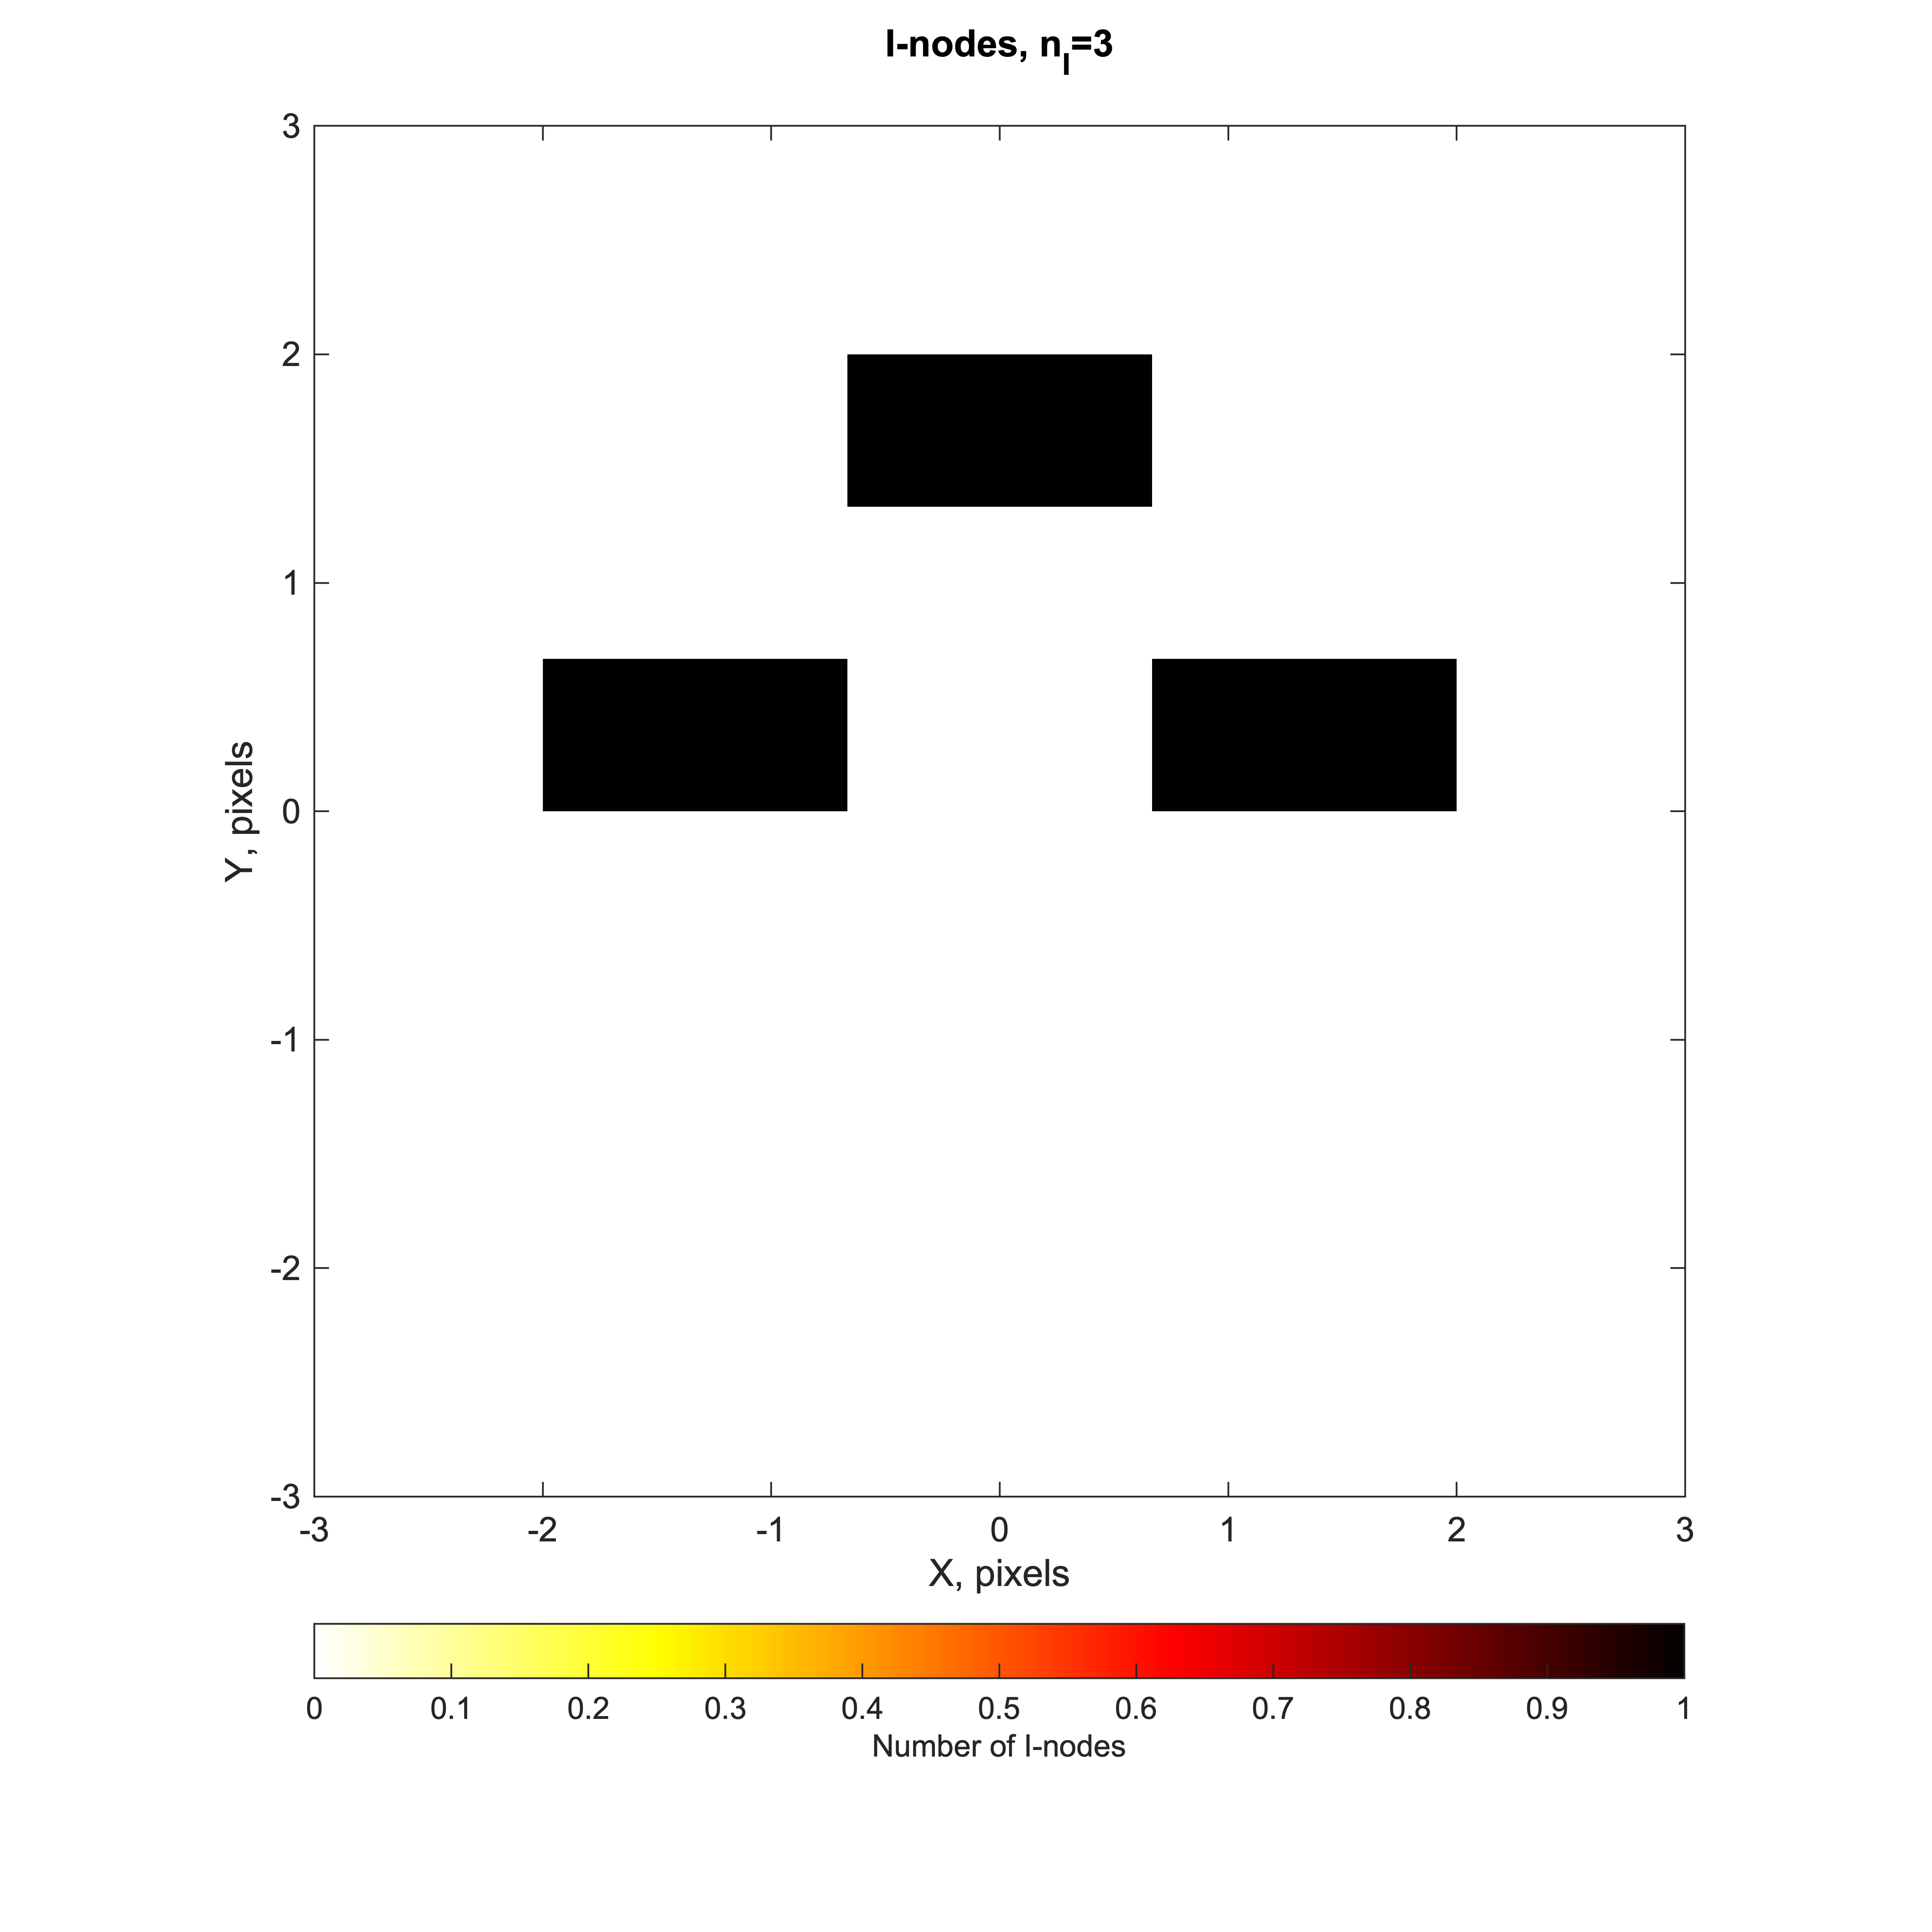 I-nodes, nI=3
3
2
1
0
-1
-2
-3
Y, pixels
-3 -2 -1 0 1 2 3
X, pixels
0 0.1 0.2 0.3 0.4 0.5 0.6 0.7 0.8 0.9 1
Number of I-nodes